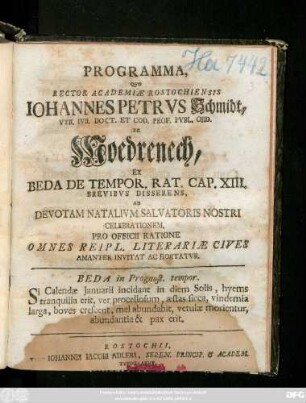 Ha 7442
PROGRAMMA,
QVO
RECTOR ACADEMIÆ ROSTOCHIENSIS
IOHANNES PETRVS Schmidt,
VTR. IVR. DOCT. ET COD. PROF. PVBL. ORD.
DE
Moedrenech,
EX
BEDA DE TEMPOR. RAT. CAP. XIII.
BREVIBVS DISSERENS,
AD
DEVOTAM NATALIVM SALVATORIS NOSTRI
CELEBRATIONEM,
PRO OFFICII RATIONE
OMNES REIPL. LITERARIÆ CIVES
AMANTER INVITAT AC HORTATVR.
BEDA in Prognost. tempor.
Si Calendæ Januarii incidant in diem Solis, hyems
tranquilla erit, ver procellosum, æstas sicca, vindemia
larga, boves crescent, mel abundabit, vetulæ morientur,
abundantia & pax erit.
ROSTOCHII,
IOHANNIS IACOBI ADLERI, SEREN. PRINCIP. & ACADEM.